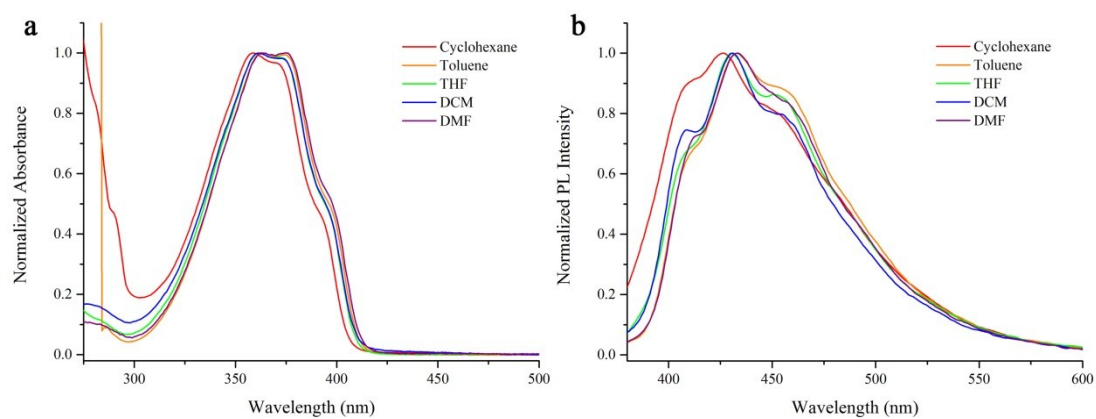 a
Normalized Absorbance
1.0
0.8
0.6
0.4
0.2
0.0
Cyclohexane
Toluene
THF
DCM
DMF
300
350
400
450
500
Wavelength (nm)
b
Normalized PL Intensity
1.0
0.8
0.6
0.4
0.2
0.0
Cyclohexane
Toluene
THF
DCM
DMF
400
450
500
550
600
Wavelength (nm)